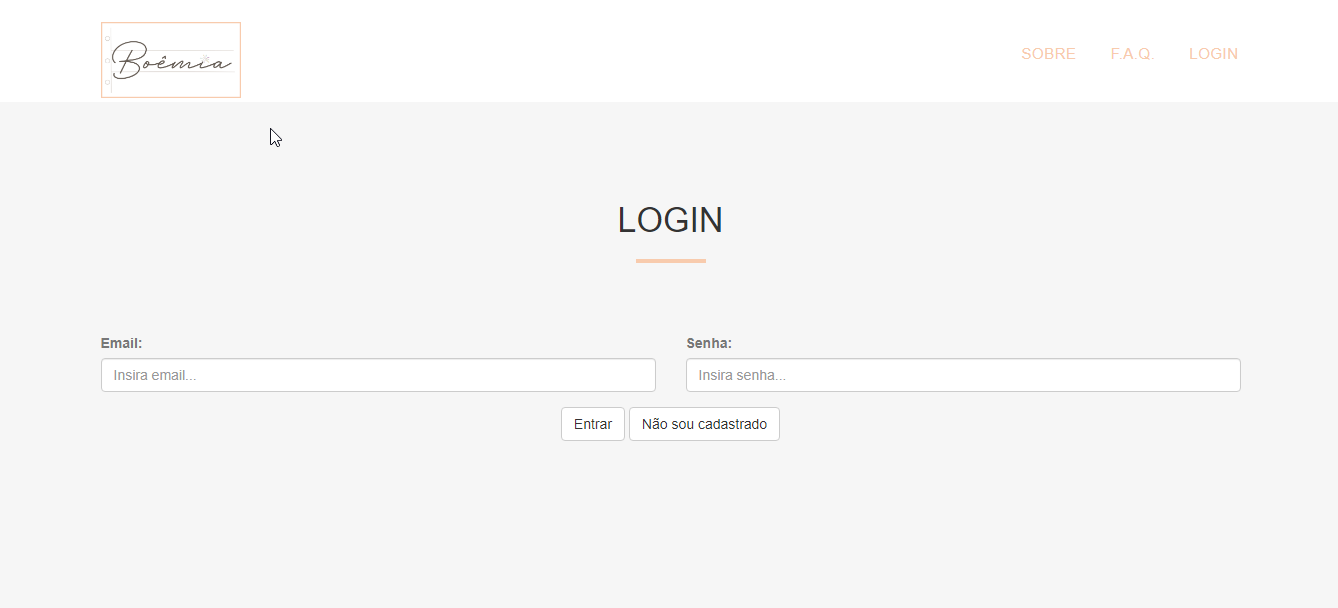 Boêmia
SOBRE F.A.Q. LOGIN
LOGIN
Email: Senha:
Insira email... Insira senha...
Entrar Não sou cadastrado